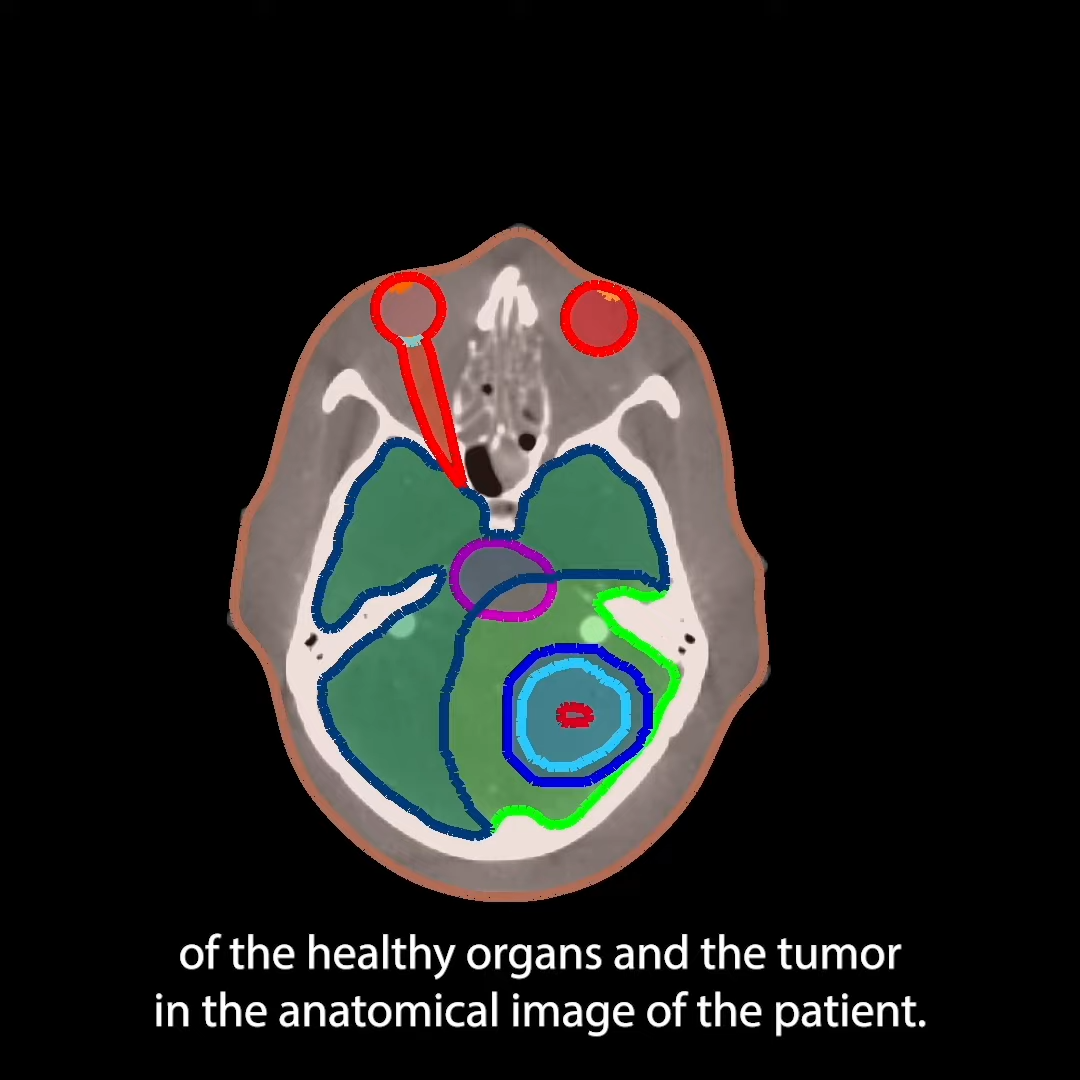 of the healthy organs and the tumor
in the anatomical image of the patient.